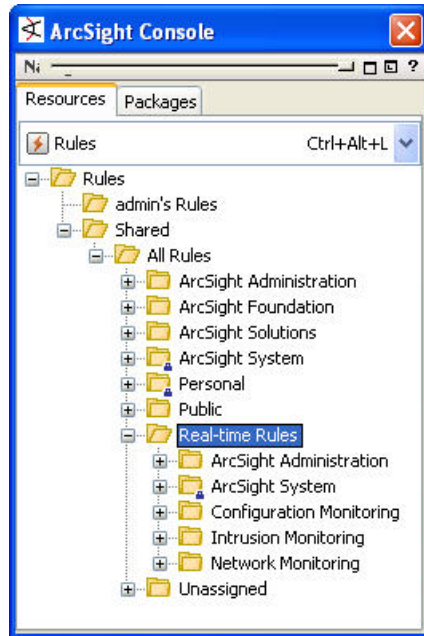 ArcSight Console
?
Resources Packages
Rules Ctrl+Alt+L
Rules
admin's Rules
Shared
All Rules
ArcSight Administration
ArcSight Foundation
ArcSight Solutions
ArcSight System
Personal
Public
Real-time Rules
ArcSight Administration
ArcSight System
Configuration Monitoring
Intrusion Monitoring
Network Monitoring
Unassigned